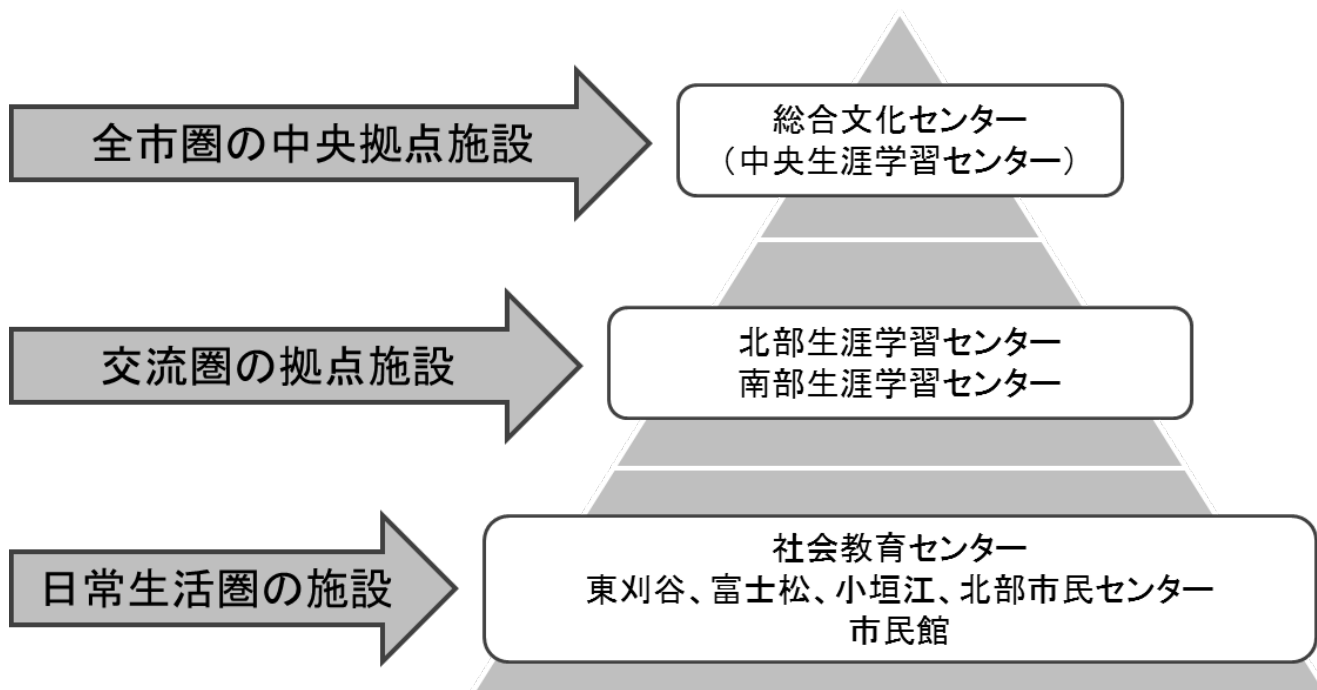 全市圏の中央拠点施設
総合文化センター
（中央生涯学習センター）
交流圏の拠点施設
北部生涯学習センター
南部生涯学習センター
日常生活圏の施設
社会教育センター
東刈谷、富士松、小垣江、北部市民センター
市民館